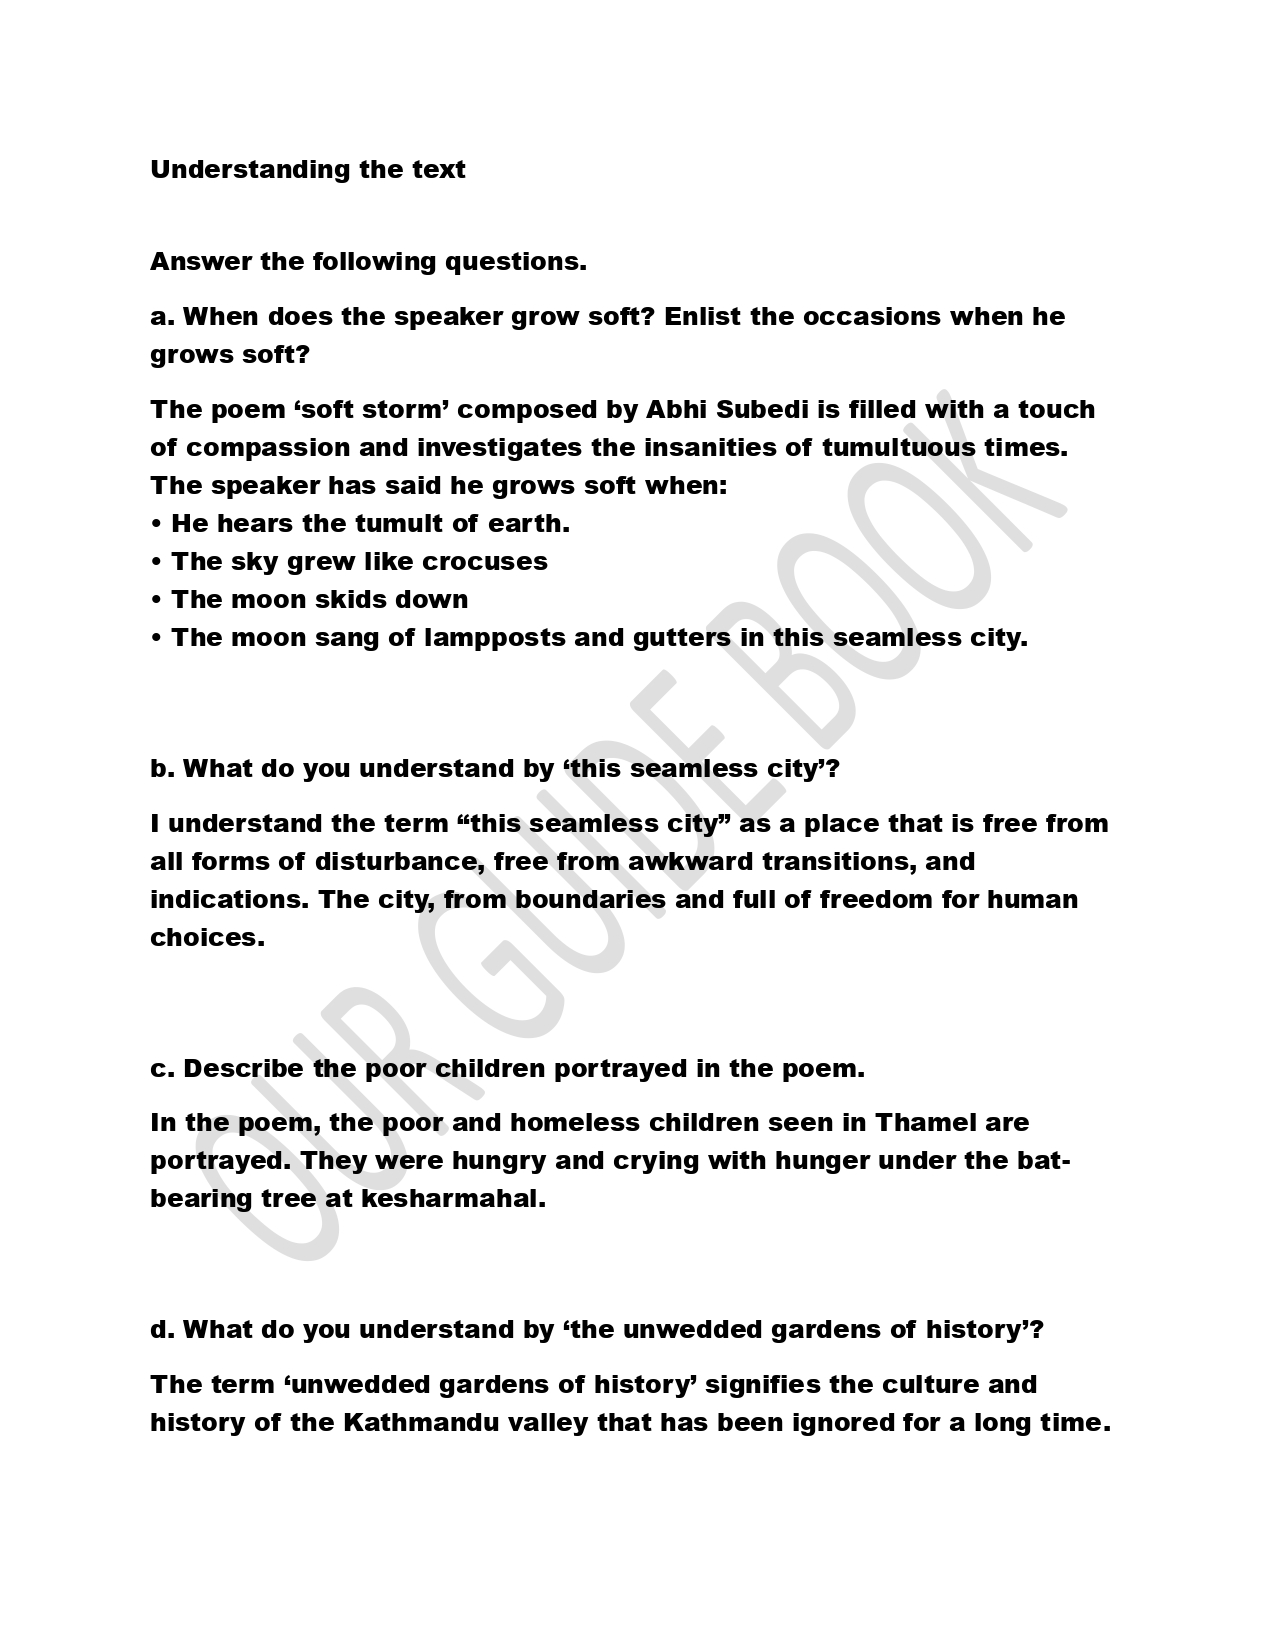 Understanding the text
Answer the following questions.
a. When does the speaker grow soft? Enlist the occasions when he
grows soft?
The poem ‘soft storm’ composed by Abhi Subedi is filled with a touch
of compassion and investigates the insanities of tumultuous times.
The speaker has said he grows soft when:
• He hears the tumult of earth.
• The sky grew like crocuses
• The moon skids down
• The moon sang of lampposts and gutters in this seamless city.
b. What do you understand by ‘this seamless city’?
I understand the term “this seamless city” as a place that is free from
all forms of disturbance, free from awkward transitions, and
indications. The city, from boundaries and full of freedom for human
choices.
c. Describe the poor children portrayed in the poem.
In the poem, the poor and homeless children seen in Thamel are
portrayed. They were hungry and crying with hunger under the bat-
bearing tree at kesharmahal.
d. What do you understand by ‘the unwedded gardens of history’?
The term ‘unwedded gardens of history’ signifies the culture and
history of the Kathmandu valley that has been ignored for a long time.
OUR GUIDE BOOK